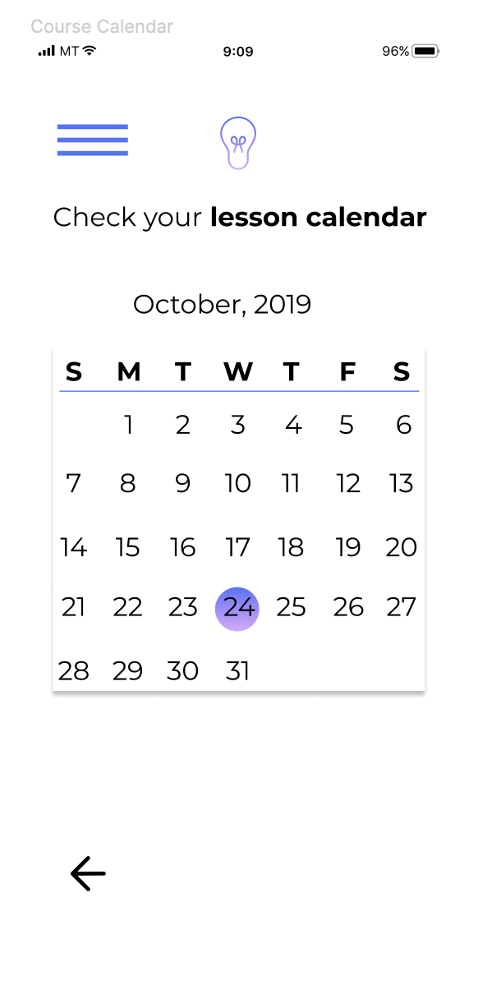 Course Calendar
MT 9:09 96%
Check your lesson calendar
October, 2019
S M T W T F S
1 2 3 4 5 6
7 8 9 10 11 12 13
14 15 16 17 18 19 20
21 22 23 24 25 26 27
28 29 30 31